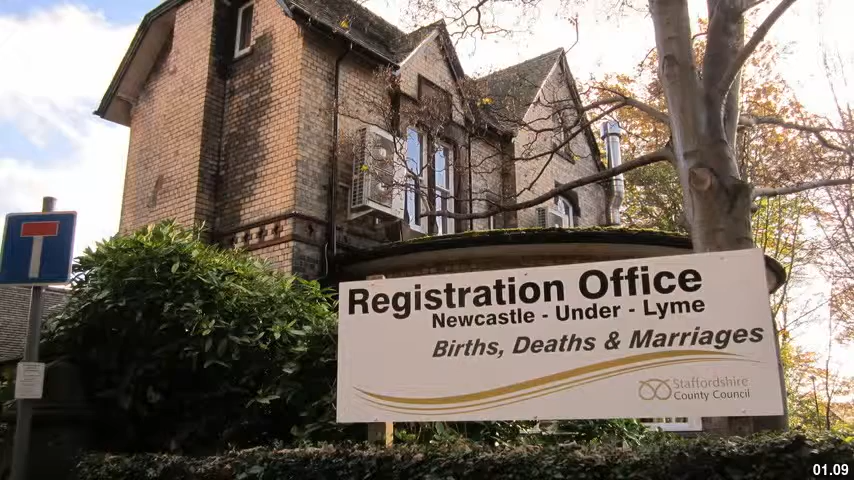 Registration Office
Newcastle - Under - Lyme
Births, Deaths & Marriages
Staffordshire
County Council
01.09